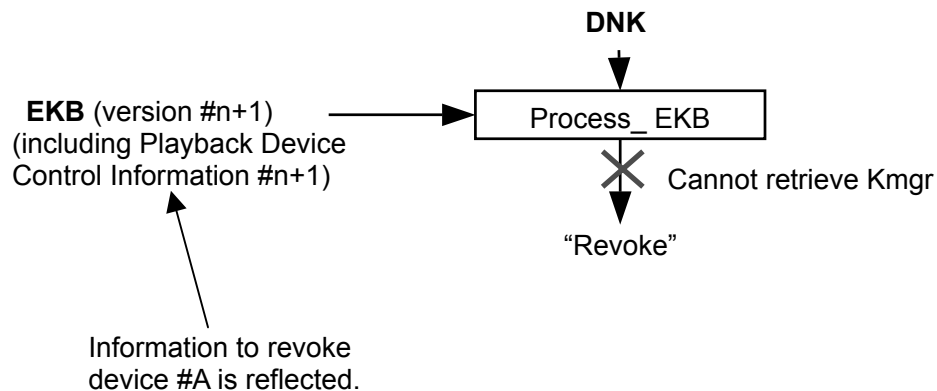 DNK
EKB (version #n+1)
(including Playback Device
Control Information #n+1)
Process_ EKB
Cannot retrieve Kmgr
“Revoke”
Information to revoke
device #A is reflected.